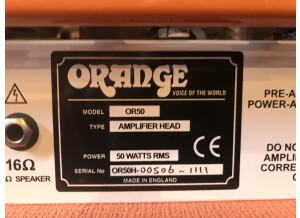 ORANGE
VOICE OF THE WORLD
MODEL OR50
TYPE AMPLIFIER HEAD
POWER 50 WATTS RMS
CE
SERIAL No OR50H-00506-1111
MADE IN ENGLAND
16Ω
SPEAKER
PRE-A
POWER-A
DO NO
AMPLI
CORRE